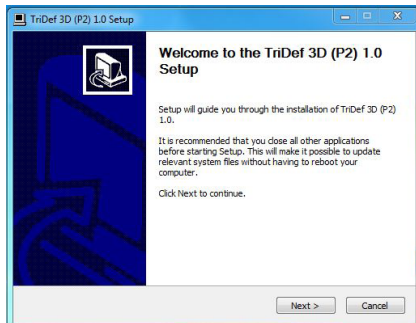 TriDef 3D (P2) 1.0 Setup
Welcome to the TriDef 3D (P2) 1.0
Setup
Setup will guide you through the installation of TriDef 3D (P2)
1.0.
It is recommended that you close all other applications
before starting Setup. This will make it possible to update
relevant system files without having to reboot your
computer.
Click Next to continue.
Next > Cancel